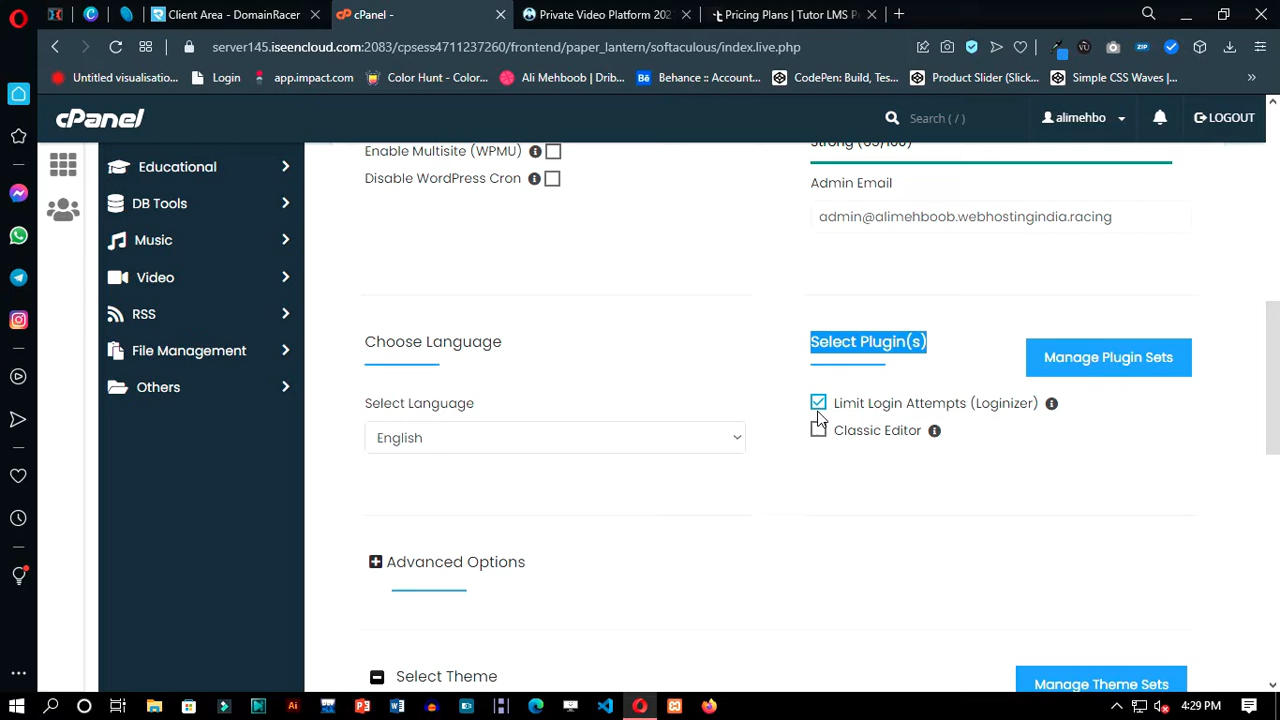 Client Area - DomainRacer
cPanel -
Private Video Platform 202
Pricing Plans | Tutor LMS P
server145.iseencloud.com:2083/cpsess4711237260/frontend/paper_lantern/softaculous/index.live.php
Untitled visualisatio...
Login
app.impact.com
Color Hunt - Color...
Ali Mehboob | Drib...
Behance :: Account...
CodePen: Build, Tes...
Product Slider (Slick...
Simple CSS Waves |...
cPanel
Search ( / )
alimehbo
LOGOUT
Educational
DB Tools
Music
Video
RSS
File Management
Others
Enable Multisite (WPMU)
Disable WordPress Cron
Strong (65/100)
Admin Email
admin@alimehboob.webhostingindia.racing
Choose Language
Select Language
English
Select Plugin(s)
Manage Plugin Sets
Limit Login Attempts (Loginizer)
Classic Editor
Advanced Options
Select Theme
Manage Theme Sets
4:29 PM